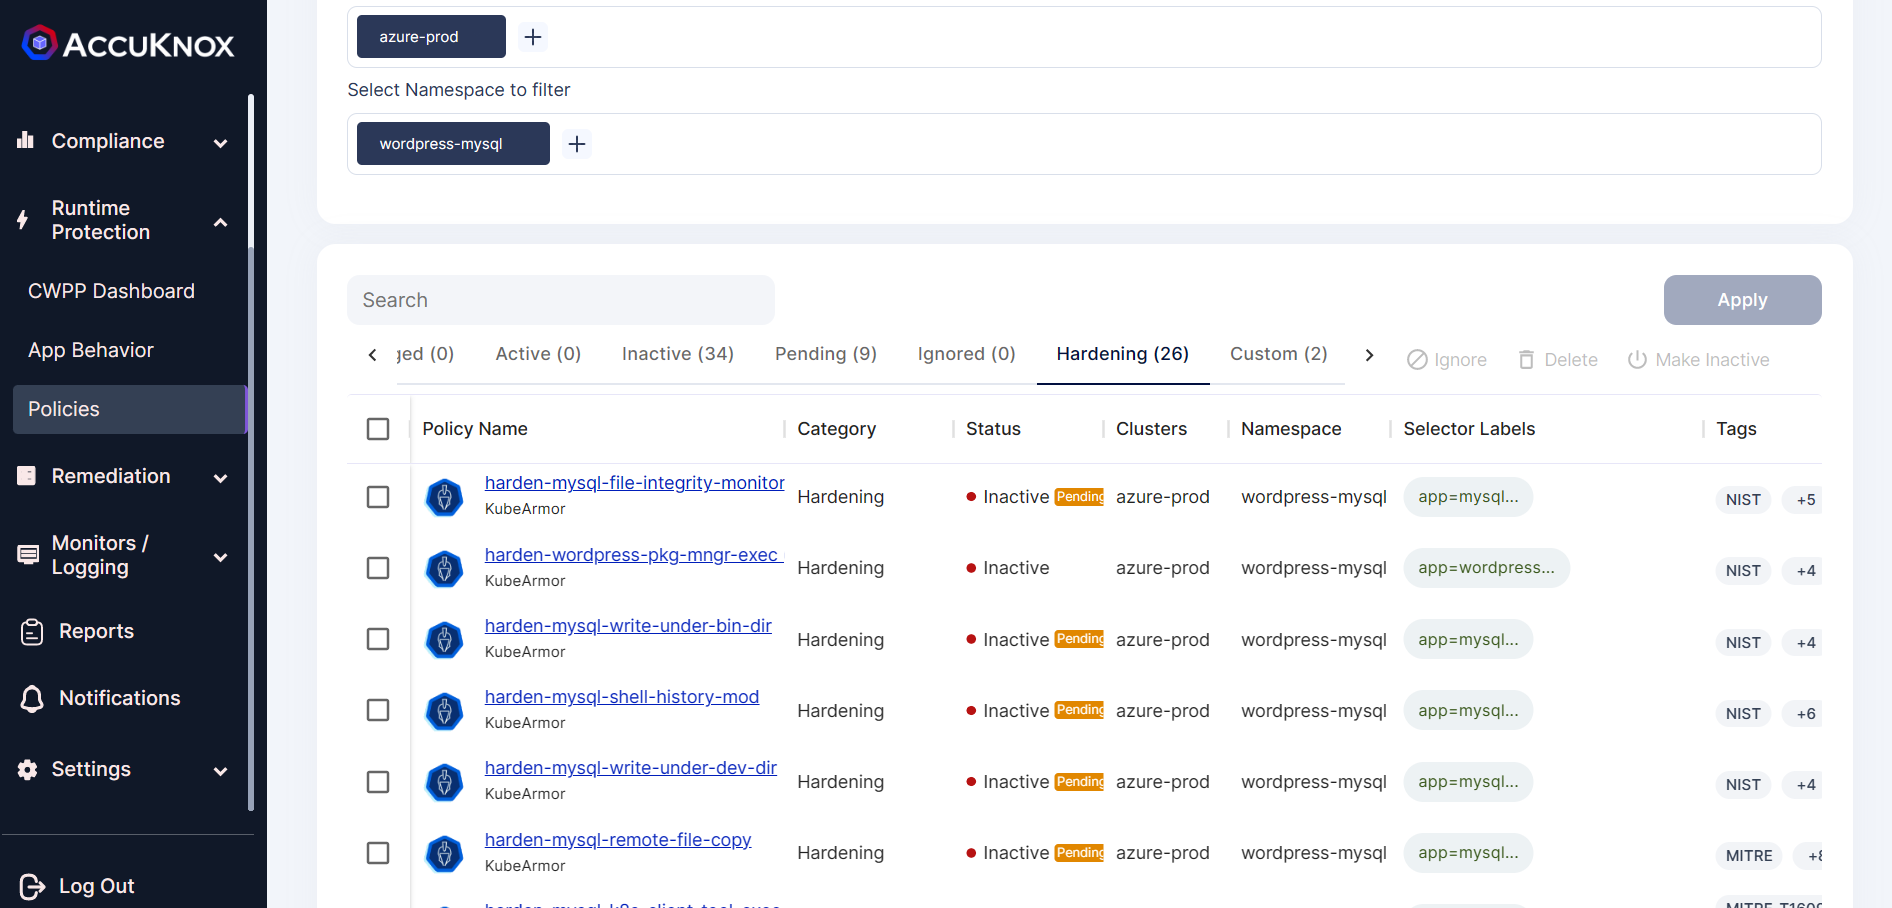 ACCUKNOX
Compliance
Runtime
Protection
CWPP Dashboard
App Behavior
Policies
Remediation
Monitors /
Logging
Reports
Notifications
Settings
Log Out
azure-prod +
Select Namespace to filter
wordpress-mysql +
Search
Apply
ged (0) Active (0) Inactive (34) Pending (9) Ignored (0) Hardening (26) Custom (2) Ignore Delete Make Inactive
Policy Name Category Status Clusters Namespace Selector Labels Tags
harden-mysql-file-integrity-monitor Hardening Inactive Pending azure-prod wordpress-mysql app=mysql... NIST +5
KubeArmor
harden-wordpress-pkg-mngr-exec Hardening Inactive azure-prod wordpress-mysql app=wordpress... NIST +4
KubeArmor
harden-mysql-write-under-bin-dir Hardening Inactive Pending azure-prod wordpress-mysql app=mysql... NIST +4
KubeArmor
harden-mysql-shell-history-mod Hardening Inactive Pending azure-prod wordpress-mysql app=mysql... NIST +6
KubeArmor
harden-mysql-write-under-dev-dir Hardening Inactive Pending azure-prod wordpress-mysql app=mysql... NIST +4
KubeArmor
harden-mysql-remote-file-copy Hardening Inactive Pending azure-prod wordpress-mysql app=mysql... MITRE +8
KubeArmor